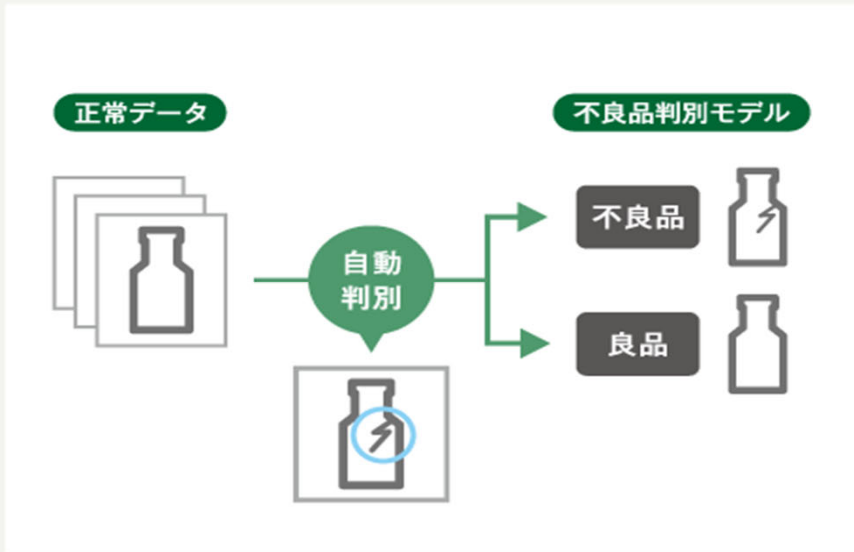 正常データ
不良品判別モデル
自動
判別
不良品
良品